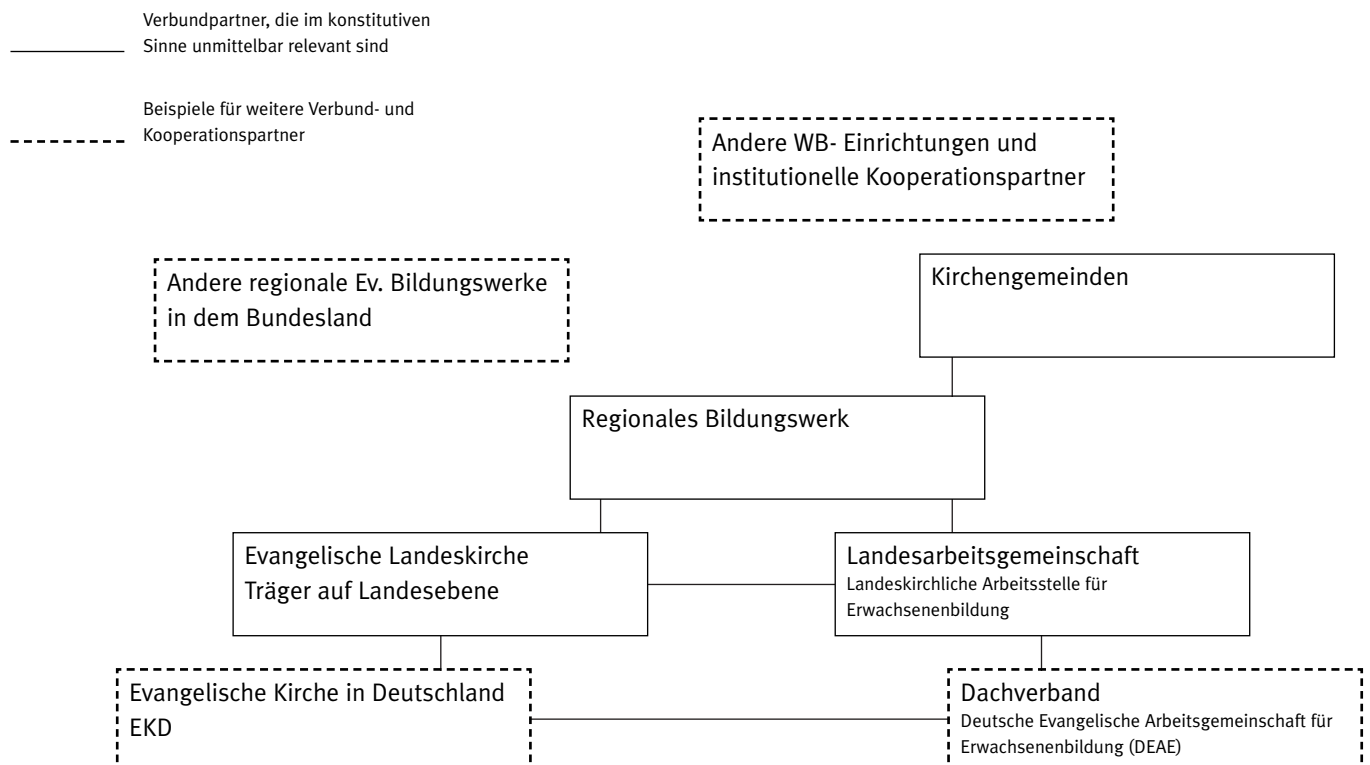 Verbundpartner, die im konstitutiven
Sinne unmittelbar relevant sind
Beispiele für weitere Verbund- und
Kooperationspartner
Andere WB- Einrichtungen und
institutionelle Kooperationspartner
Andere regionale Ev. Bildungswerke
in dem Bundesland
Kirchengemeinden
Regionales Bildungswerk
Evangelische Landeskirche
Träger auf Landesebene
Landesarbeitsgemeinschaft
Landeskirchliche Arbeitsstelle für
Erwachsenenbildung
Evangelische Kirche in Deutschland
EKD
Dachverband
Deutsche Evangelische Arbeitsgemeinschaft für
Erwachsenenbildung (DEAE)